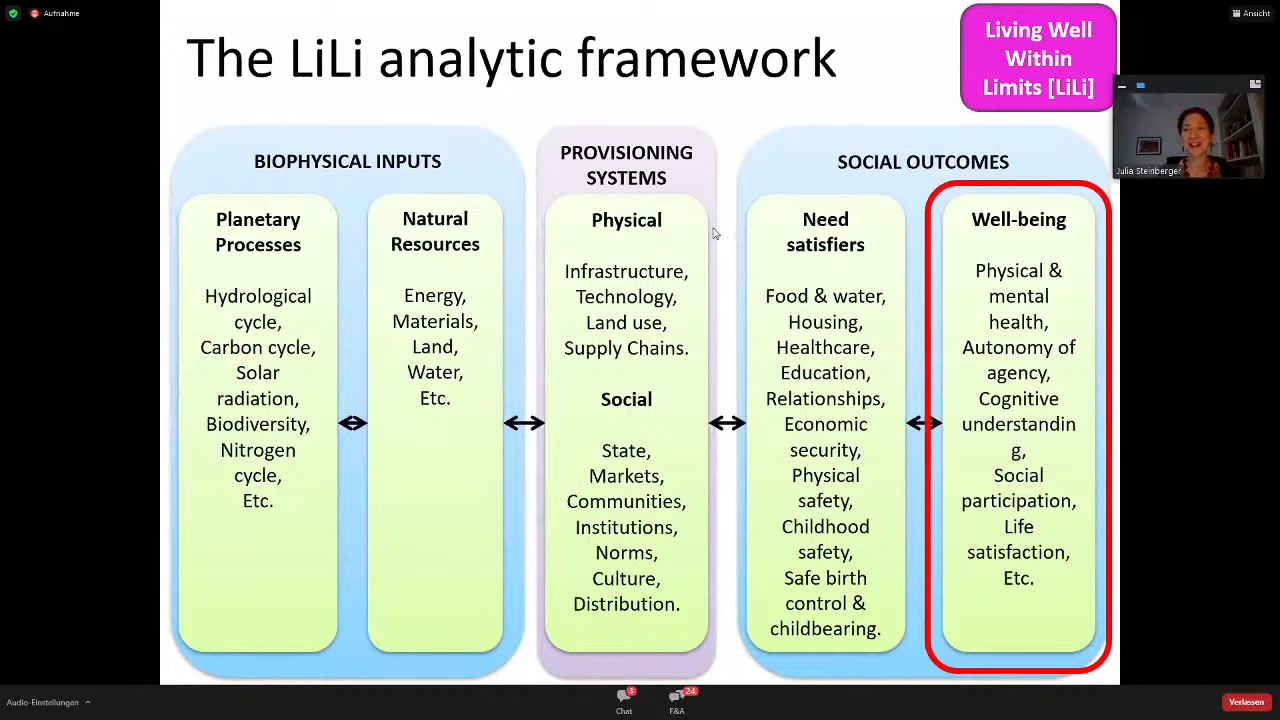 Aufnahme
Ansicht
The LiLi analytic framework
Living Well
Within
Limits [LiLi]
Julia Steinberger
BIOPHYSICAL INPUTS
Planetary
Processes
Hydrological
cycle,
Carbon cycle,
Solar
radiation,
Biodiversity,
Nitrogen
cycle,
Etc.
Natural
Resources
Energy,
Materials,
Land,
Water,
Etc.
PROVISIONING
SYSTEMS
Physical
Infrastructure,
Technology,
Land use,
Supply Chains.
Social
State,
Markets,
Communities,
Institutions,
Norms,
Culture,
Distribution.
SOCIAL OUTCOMES
Need
satisfiers
Food & water,
Housing,
Healthcare,
Education,
Relationships,
Economic
security,
Physical
safety,
Childhood
safety,
Safe birth
control &
childbearing.
Well-being
Physical &
mental
health,
Autonomy of
agency,
Cognitive
understandin
g,
Social
participation,
Life
satisfaction,
Etc.
Audio-Einstellungen
3
Chat
24
F&A
Verlassen